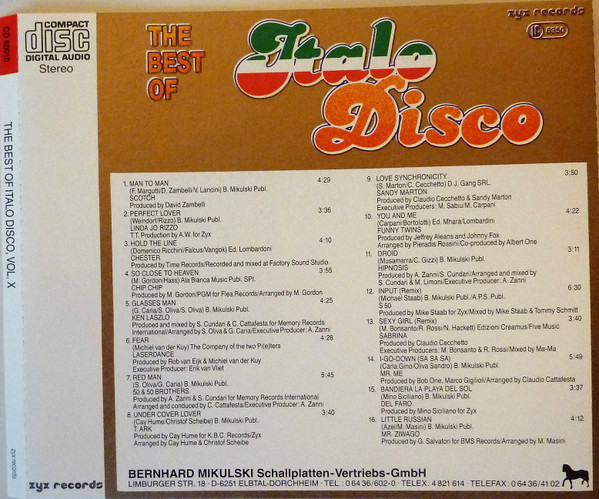 CD 60010
THE BEST OF ITALO DISCO, VOL. X
zyx records
COMPACT
disc
DIGITAL AUDIO
Stereo
zyx records
zyx records
THE
BEST
OF
Italo
Disco
1. MAN TO MAN 4:29
(F. Margutti/D. Zambelli/V. Lancini) B. Mikulski Publ.
SCOTCH
Produced by David Zambelli
2. PERFECT LOVER 3:36
(Weindorf/Rizzo) B. Mikulski Publ.
LINDA JO RIZZO
T.T. Production by A.W. for Zyx
3. HOLD THE LINE 4:10
(Domenico Ricchini/Falcus/Vangok) Ed. Lombardoni
CHESTER
Produced by Time Records/Recorded and mixed at Factory Sound Studio
4. SO CLOSE TO HEAVEN 3:55
(M. Gordon/Hass) Ala Bianca Music Publ. SPI.
CHIP CHIP
Produced by M. Gordon/PGM for Flea Records/Arranged by M. Gordon
5. GLASSES MAN 4:25
(G. Caria/S. Oliva/S. Oliva) B. Mikulski Publ.
KEN LASZLO
Produced and mixed by S. Cundari & C. Cattafesta for Memory Records
International/Arranged by S. Oliva & G. Caria/Executive Producer: A. Zanni
6. FEAR 4:28
(Michiel van der Kuy) The Company of the two P(i)eters
LASERDANCE
Produced by Rob van Eijk & Michiel van der Kuy
Executive Producer: Erik van Vliet
7. RED MAN 5:45
(S. Oliva/G. Caria) B. Mikulski Publ.
50 & 50 BROTHERS
Produced by A. Zanni & S. Cundari for Memory Records International
Arranged and conducted by C. Cattafesta/Executive Producer: A. Zanni
8. UNDER COVER LOVER 3:40
(Cay Hume/Christof Scheibe) B. Mikulski Publ.
T.ARK
Produced by Cay Hume for K.B.C. Records/Zyx
Arranged by Cay Hume & Christof Scheibe
9. LOVE SYNCHRONICITY 3:50
(S. Marton/C. Cecchetto) D.J. Gang SRL.
SANDY MARTON
Produced by Claudio Cecchetto & Sandy Marton
Executive Producers: M. Sabiu/M. Carpani
10. YOU AND ME 4:22
(Carpani/Bortolotti) Ed. Mhara/Lombardini
FUNNY TWINS
Produced by Jeffrey Aleans and Johnny Fox
Arranged by Pieradis Rossini/Co-produced by Albert One
11. DROID 3:11
(Musamarra/C. Gizzi) B. Mikulski Publ.
HIPNOSIS
Produced by A. Zanni/S. Cundari/Arranged and mixed
by S. Cundari & M. Limoni/Executive Producer: A. Zanni
12. INPUT (Remix) 6:30
(Michael Staab) B. Mikulski Publ./A.P.S. Publ.
S 50
Produced by Mike Staab for Zyx/Mixed by Mike Staab & Tommy Schmitt
13. SEXY GIRL (Remix) 3:40
(M. Bonsanto/R. Rossi/N. Hackett) Edizioni Creamus/Five Music
SABRINA
Produced by Claudio Cecchetto
Executive Producers: M. Bonsanto & R. Rossi/Mixed by Ma-Ma
14. I-GO-DOWN (SA SA SA) 5:49
(Carla Gino/Oliva Sandro) B. Mikulski Publ.
MR. ME
Produced by Bob One, Marco Gigilioli/Arranged by Claudio Cattafesta
15. BANDIERA LA PLAYA DEL SOL 3:37
(Mino Siciliano) B. Mikulski Publ.
DEL FARO
Produced by Mino Siciliano for Zyx
16. LITTLE RUSSIAN 4:12
(Azel/M. Masini) B. Mikulski Publ.
MR. ZIWAGO
Produced by G. Salvatori for BMS Records/Arranged by M. Masini
BERNHARD MIKULSKI Schallplatten-Vertriebs-GmbH
LIMBURGER STR. 18 · D-6251 ELBTAL-DORCHHEIM · TEL.: 0 64 36/602-0 · TELEX: 4 821 614 · TELEFAX: 0 64 36/41 02